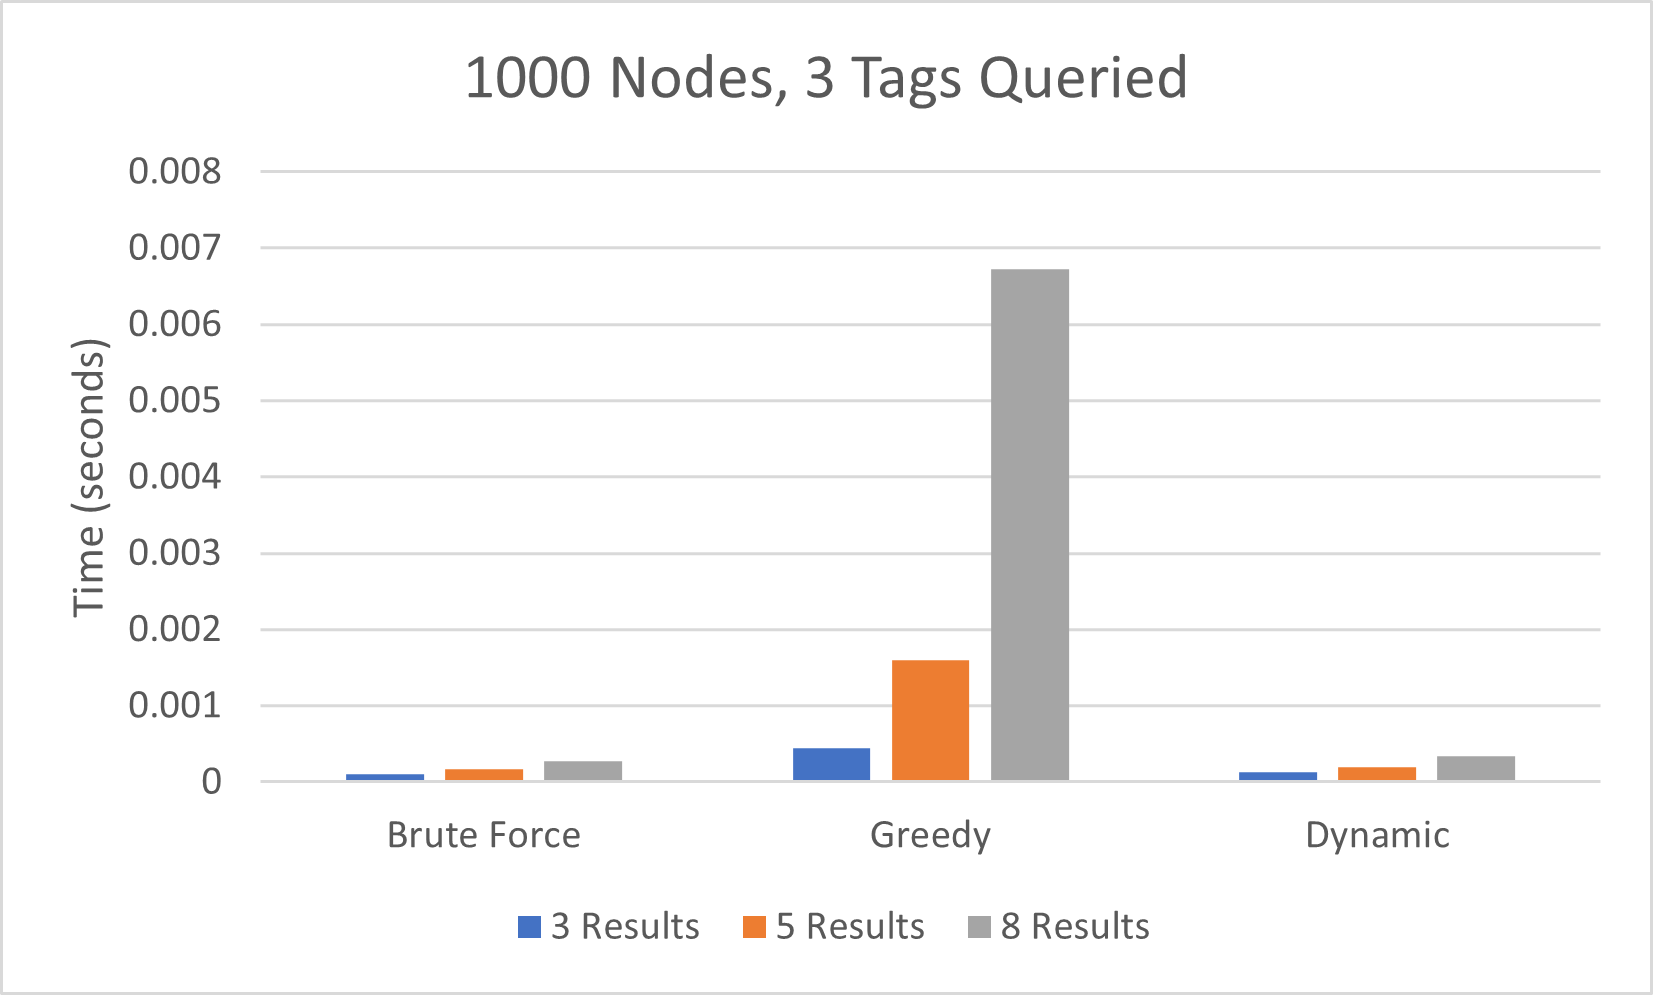 1000 Nodes, 3 Tags Queried
Time (seconds)
0.008
0.007
0.006
0.005
0.004
0.003
0.002
0.001
0
Brute Force Greedy Dynamic
3 Results 5 Results 8 Results